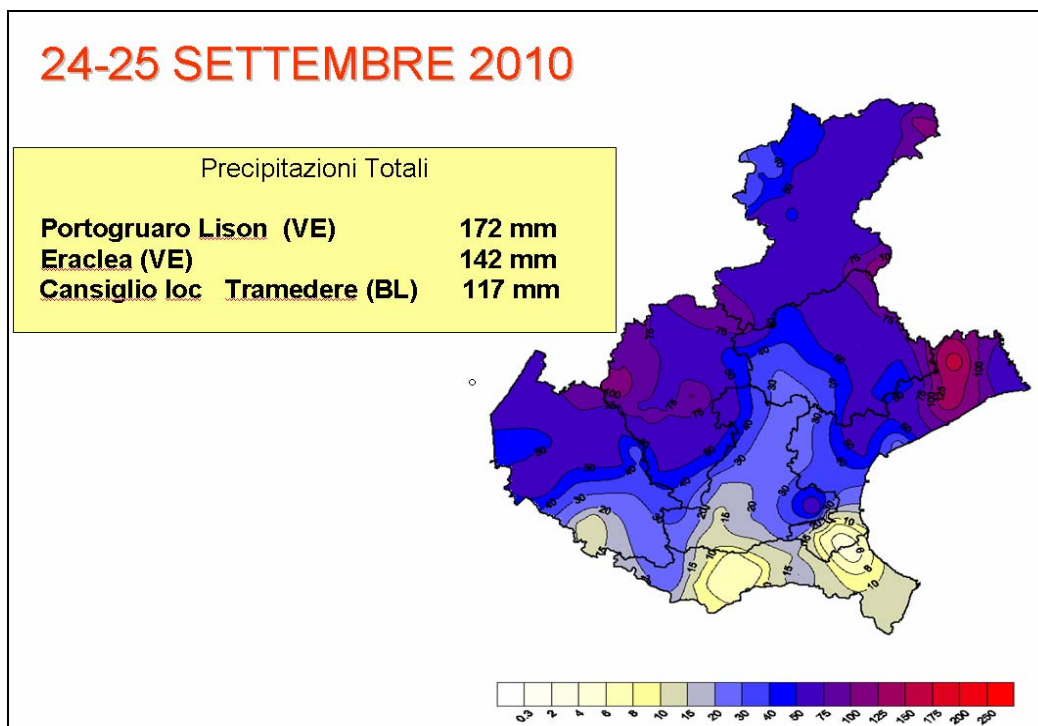 24-25 SETTEMBRE 2010
Precipitazioni Totali
Portogruaro Lison (VE) 172 mm
Eraclea (VE) 142 mm
Cansiglio loc Tramedere (BL) 117 mm
0.3 2 4 6 8 10 15 20 30 40 50 75 100 125 150 175 200 250